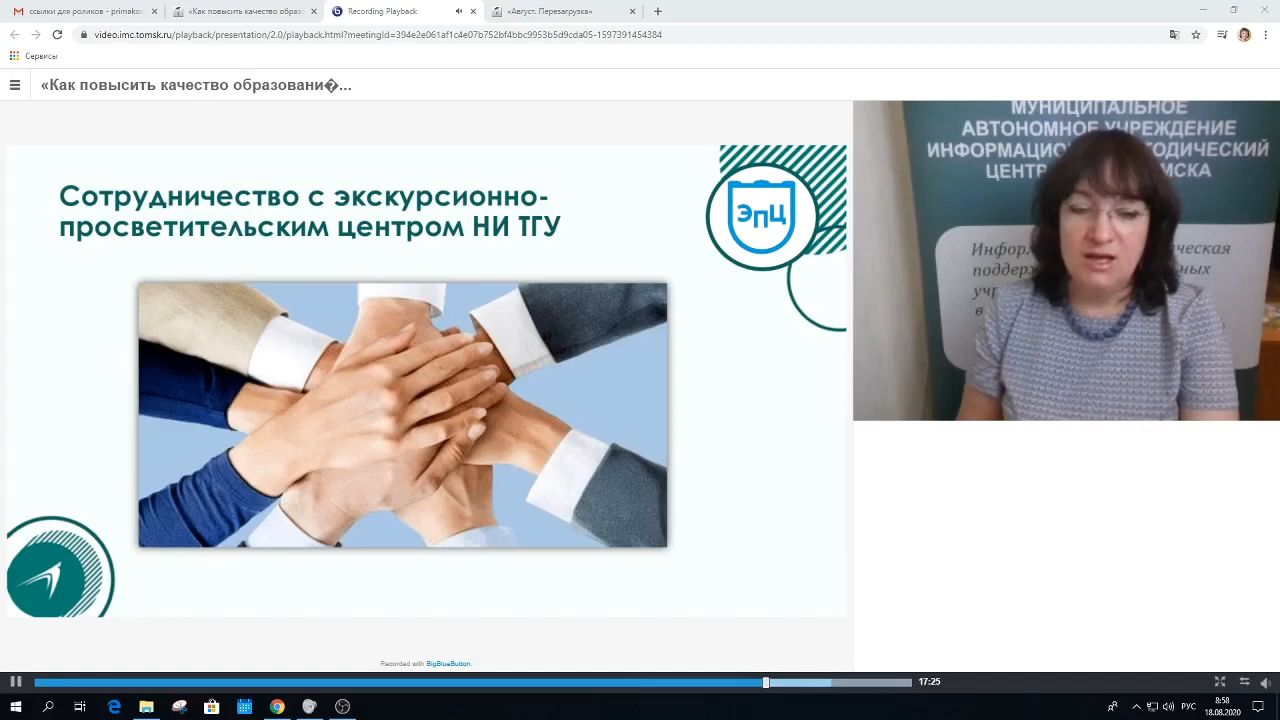 ссылки для роликов - primakov
«Как повысить качество образо
Recording Playback
«Август. Перезагрузка»
video.imc.tomsk.ru/playback/presentation/2.0/playback.html?meetingId=394e2e061af1c4e07b752bf4bbc9953b5d9cda05-1597391454384
Сервисы
«Как повысить качество образовани�...
Сотрудничество с экскурсионно-
просветительским центром НИ ТГУ
ЭпЦ
МУНИЦИПАЛЬНОЕ
АВТОНОМНОЕ УЧРЕЖДЕНИЕ
ИНФОРМАЦИО ТОДИЧЕСКИЙ
ЦЕНТР МСКА
Информ ческая
поддерж ных
учр
в
Recorded with BigBlueButton.
17:25
РУС
8:58
18.08.2020